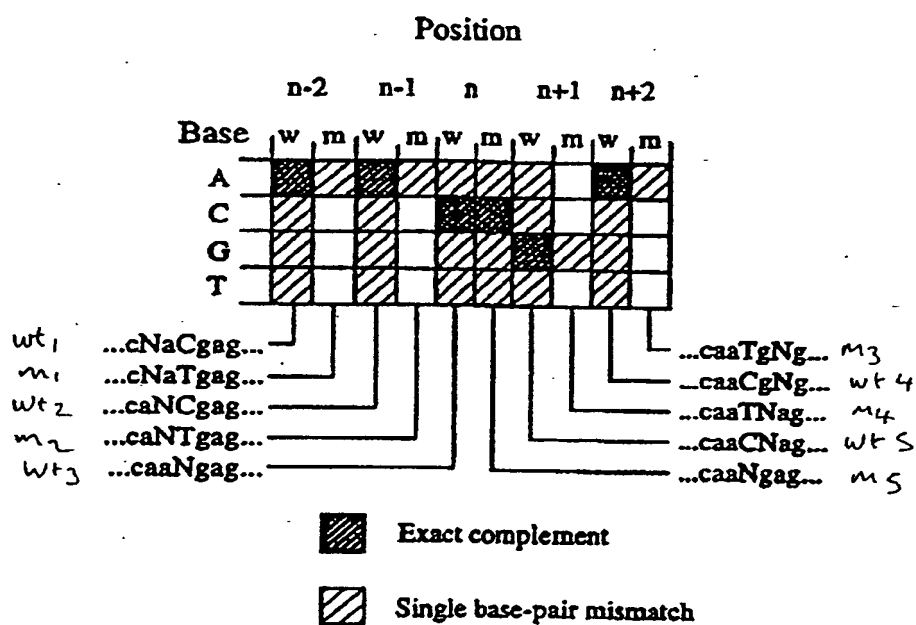 Position
n-2 n-1 n n+1 n+2
Base w m w m w m w m w m
A
C
G
T
wt1 ...cNaCgag...
m1 ...cNaTgag...
wt2 ...caNCgag...
m2 ...caNTgag...
wt3 ...caaNgag...
...caaTgNg... m3
...caaCgNg... wt4
...caaTNag... m4
...caaCNag... wt5
...caaNgag... m5
Exact complement
Single base-pair mismatch